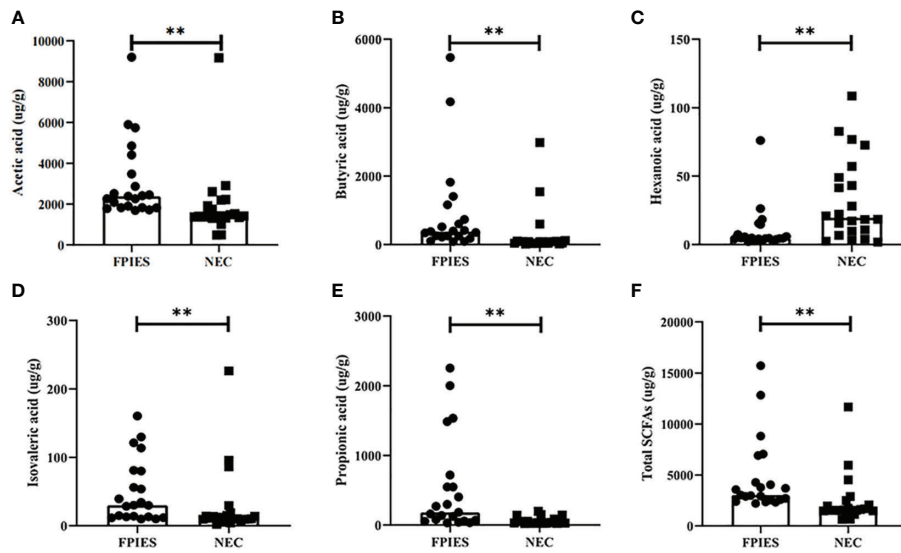 A
**
10000
8000
6000
4000
2000
0
Acetic acid (ug/g)
FPIES NEC
B
**
6000
4000
2000
0
Butyric acid (ug/g)
FPIES NEC
C
**
150
100
50
0
Hexanoic acid (ug/g)
FPIES NEC
D
**
300
200
100
0
Isovaleric acid (ug/g)
FPIES NEC
E
**
3000
2000
1000
0
Propionic acid (ug/g)
FPIES NEC
F
**
20000
15000
10000
5000
0
Total SCFAs (ug/g)
FPIES NEC